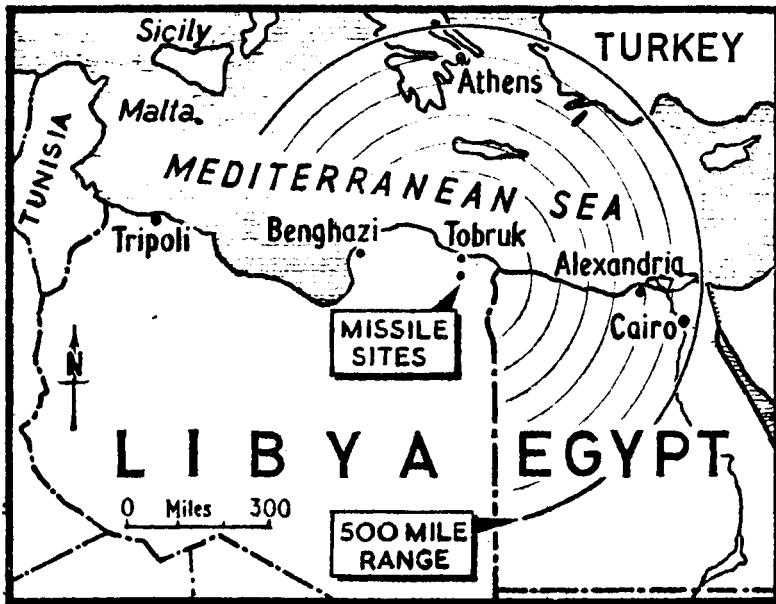 Sicily
TURKEY
Athens
Malta
TUNISIA
MEDITERRANEAN SEA
Tripoli
Benghazi
Tobruk
Alexandria
MISSILE
SITES
Cairo
N
LIBYA
EGYPT
0 Miles 300
500 MILE
RANGE